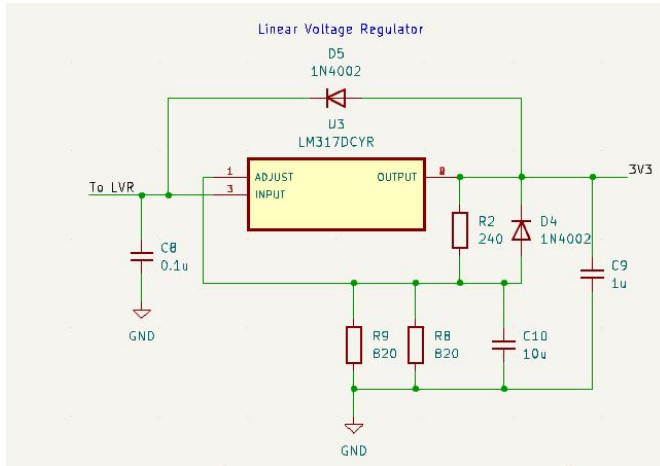 Linear Voltage Regulator
D5
1N4002
U3
LM317DCYR
1 ADJUST
3 INPUT
OUTPUT
To LVR
3V3
C8
0.1u
GND
R2
240
D4
1N4002
C9
1u
R9
820
R8
820
C10
10u
GND